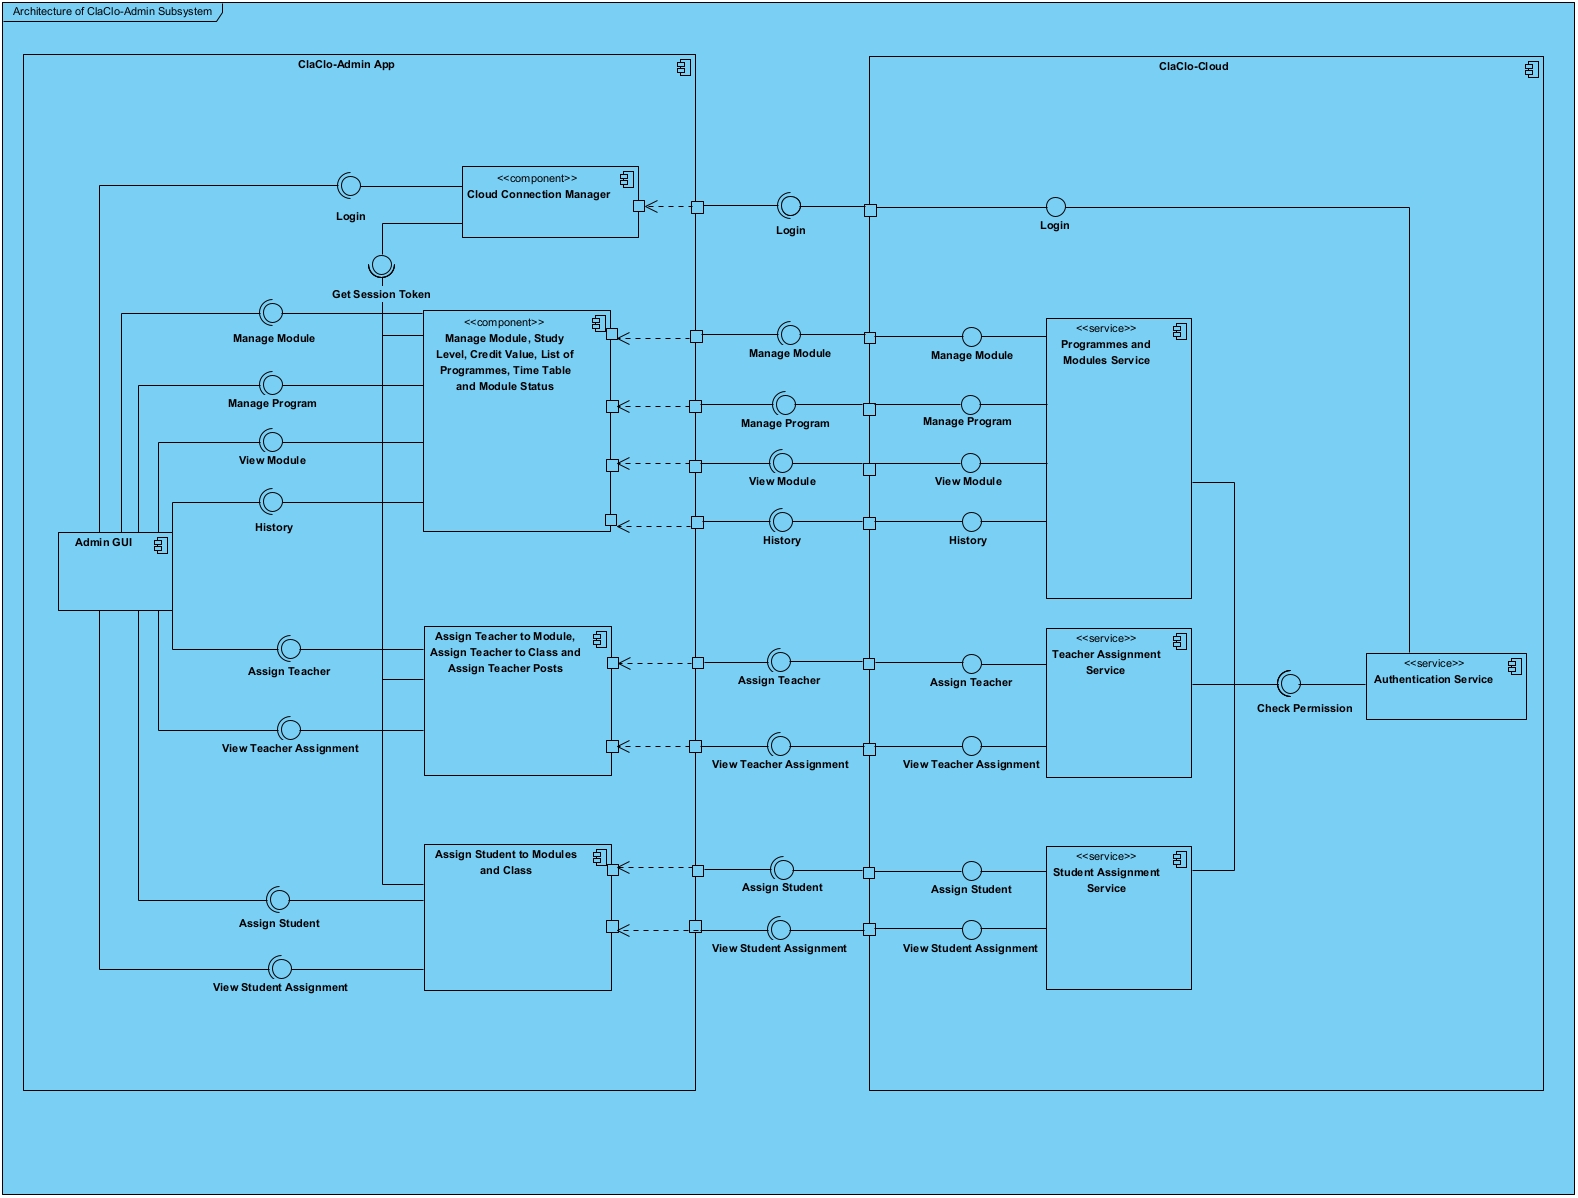 Architecture of ClaClo-Admin Subsystem
ClaClo-Admin App
ClaClo-Cloud
<<component>>
Cloud Connection Manager
Login
Login
Login
Get Session Token
<<component>>
Manage Module, Study
Level, Credit Value, List of
Programmes, Time Table
and Module Status
Manage Module
Manage Program
View Module
History
Manage Module
Manage Program
View Module
History
Manage Module
Manage Program
View Module
History
<<service>>
Programmes and
Modules Service
Admin GUI
Assign Teacher to Module,
Assign Teacher to Class and
Assign Teacher Posts
Assign Teacher
View Teacher Assignment
Assign Teacher
View Teacher Assignment
Assign Teacher
View Teacher Assignment
<<service>>
Teacher Assignment
Service
Check Permission
<<service>>
Authentication Service
Assign Student to Modules
and Class
Assign Student
View Student Assignment
Assign Student
View Student Assignment
Assign Student
View Student Assignment
<<service>>
Student Assignment
Service